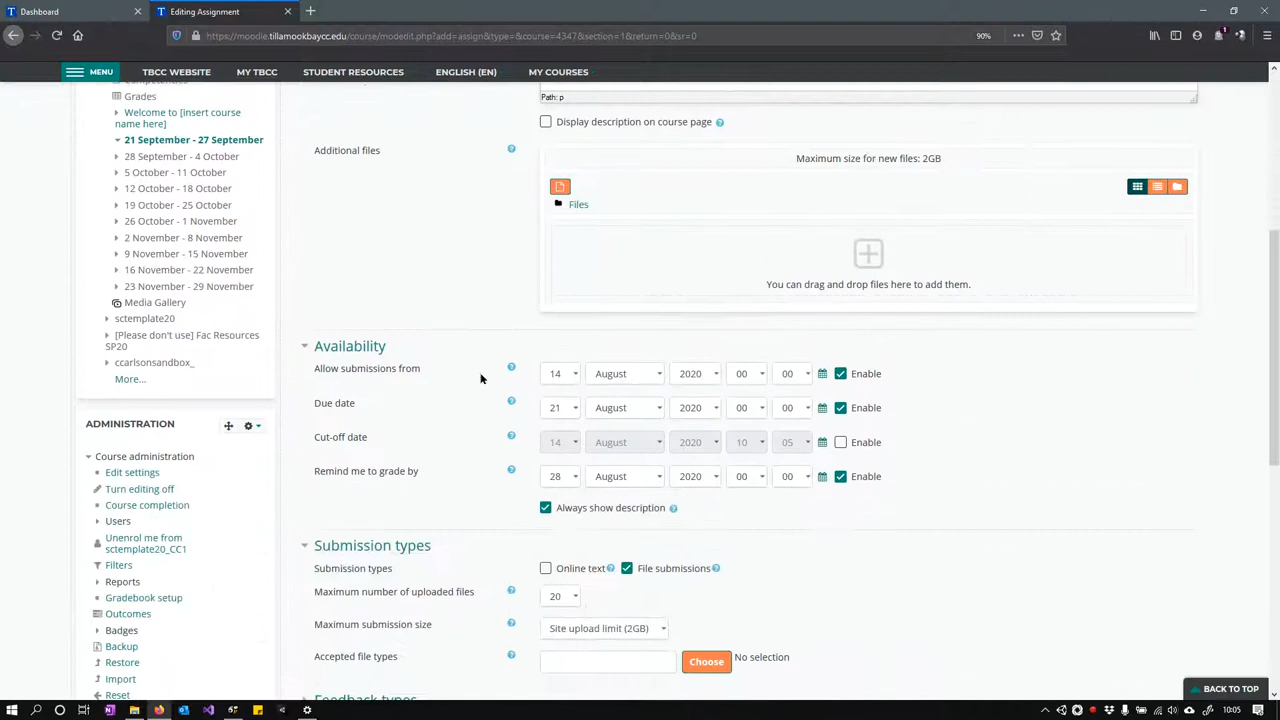 Dashboard
Editing Assignment
https://moodle.tillamookbaycc.edu/course/modedit.php?add=assign&type=&course=4347&section=1&return=0&sr=0
90%
MENU
TBCC WEBSITE
MY TBCC
STUDENT RESOURCES
ENGLISH (EN)
MY COURSES
Grades
Welcome to [insert course
name here]
21 September - 27 September
28 September - 4 October
5 October - 11 October
12 October - 18 October
19 October - 25 October
26 October - 1 November
2 November - 8 November
9 November - 15 November
16 November - 22 November
23 November - 29 November
Media Gallery
sctemplate20
[Please don't use] Fac Resources
SP20
ccarlsonsandbox_
More...
ADMINISTRATION
Course administration
Edit settings
Turn editing off
Course completion
Users
Unenrol me from
sctemplate20_CC1
Filters
Reports
Gradebook setup
Outcomes
Badges
Backup
Restore
Import
Reset
Path: p
Display description on course page
Additional files
Maximum size for new files: 2GB
Files
You can drag and drop files here to add them.
Availability
Allow submissions from
14 August 2020 00 00 Enable
Due date
21 August 2020 00 00 Enable
Cut-off date
14 August 2020 10 05 Enable
Remind me to grade by
28 August 2020 00 00 Enable
Always show description
Submission types
Submission types
Online text
File submissions
Maximum number of uploaded files
20
Maximum submission size
Site upload limit (2GB)
Accepted file types
Choose
No selection
Feedback types
BACK TO TOP
10:05